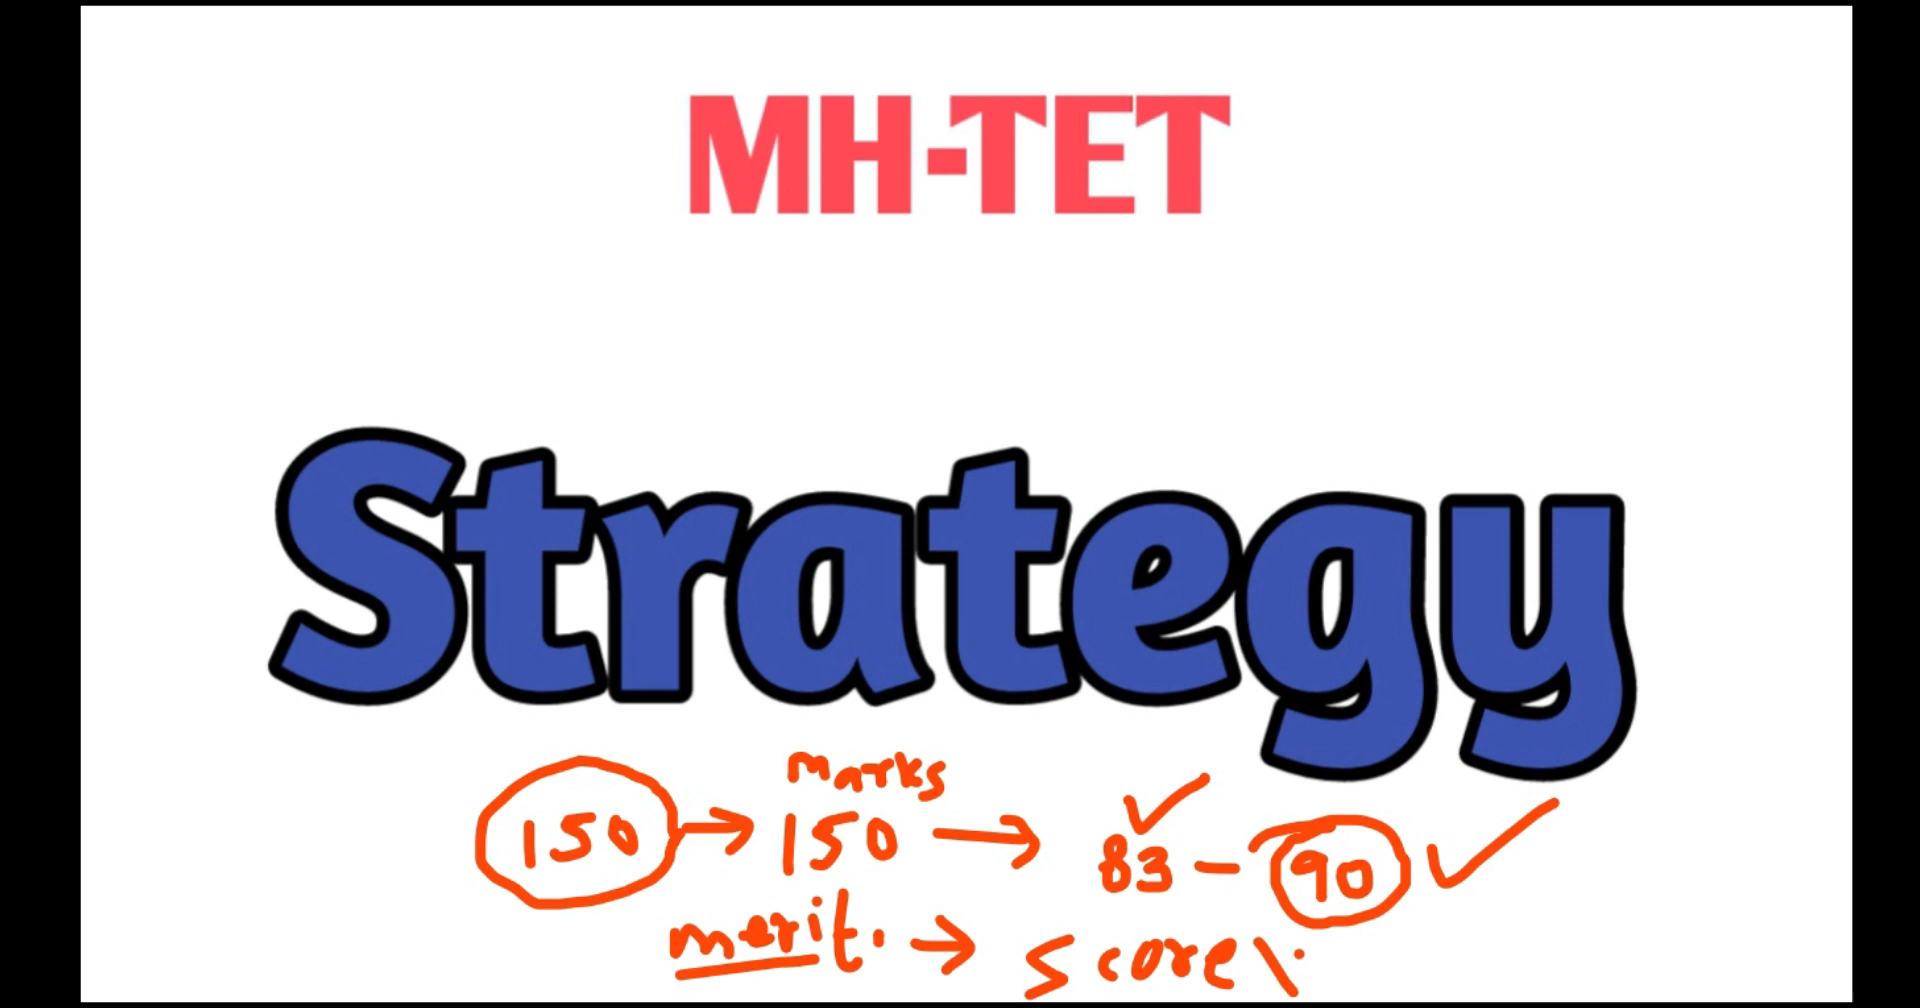 MH-TET
Strategy
marks
150 → 150 → 83 - 90 ✓
merit. → score